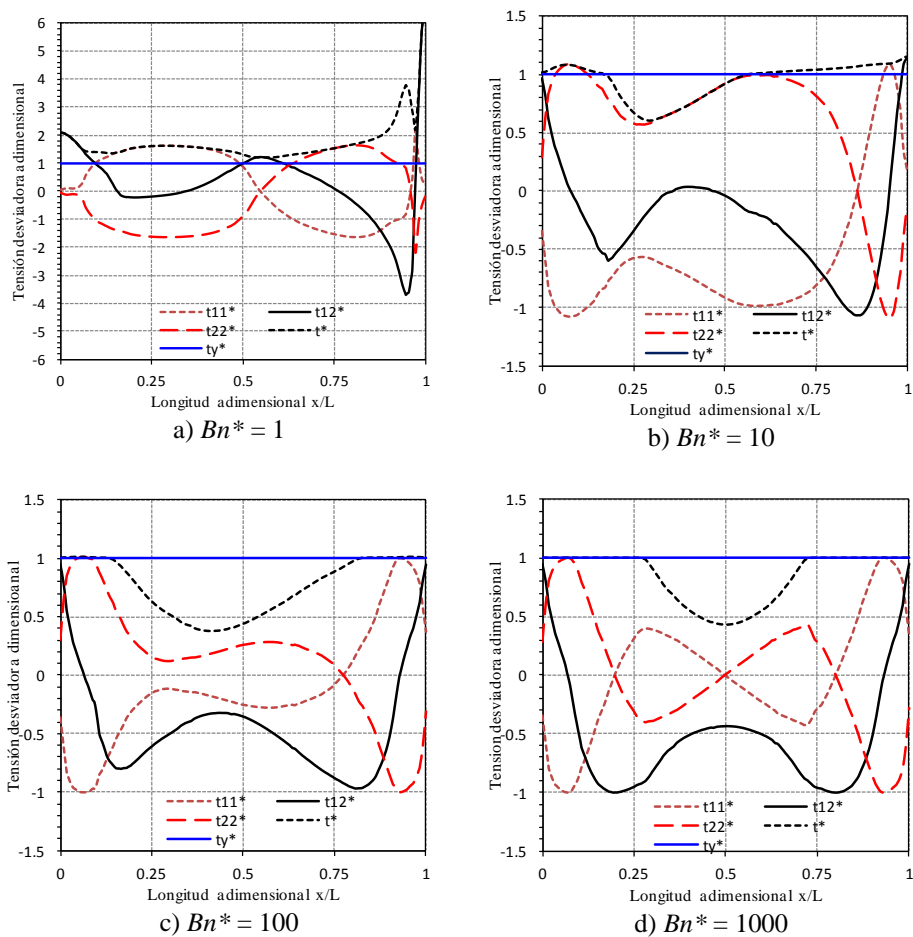 6
5
4
3
2
1
0
-1
-2
-3
-4
-5
-6
Tensión desviadora adimensional
t11* t12*
t22* t*
ty*
0 0.25 0.5 0.75 1
Longitud adimensional x/L
a) Bn* = 1
1.5
1
0.5
0
-0.5
-1
-1.5
Tensión desviadora adimensional
t11* t12*
t22* t*
ty*
0 0.25 0.5 0.75 1
Longitud adimensional x/L
b) Bn* = 10
1.5
1
0.5
0
-0.5
-1
-1.5
Tensión desviador a dimensioanal
t11* t12*
t22* t*
ty*
0 0.25 0.5 0.75 1
Longitud adimensional x/L
c) Bn* = 100
1.5
1
0.5
0
-0.5
-1
-1.5
Tension desviadora adimensional
t11* t12*
t22* t*
ty*
0 0.25 0.5 0.75 1
Longitud adimensional x/L
d) Bn* = 1000